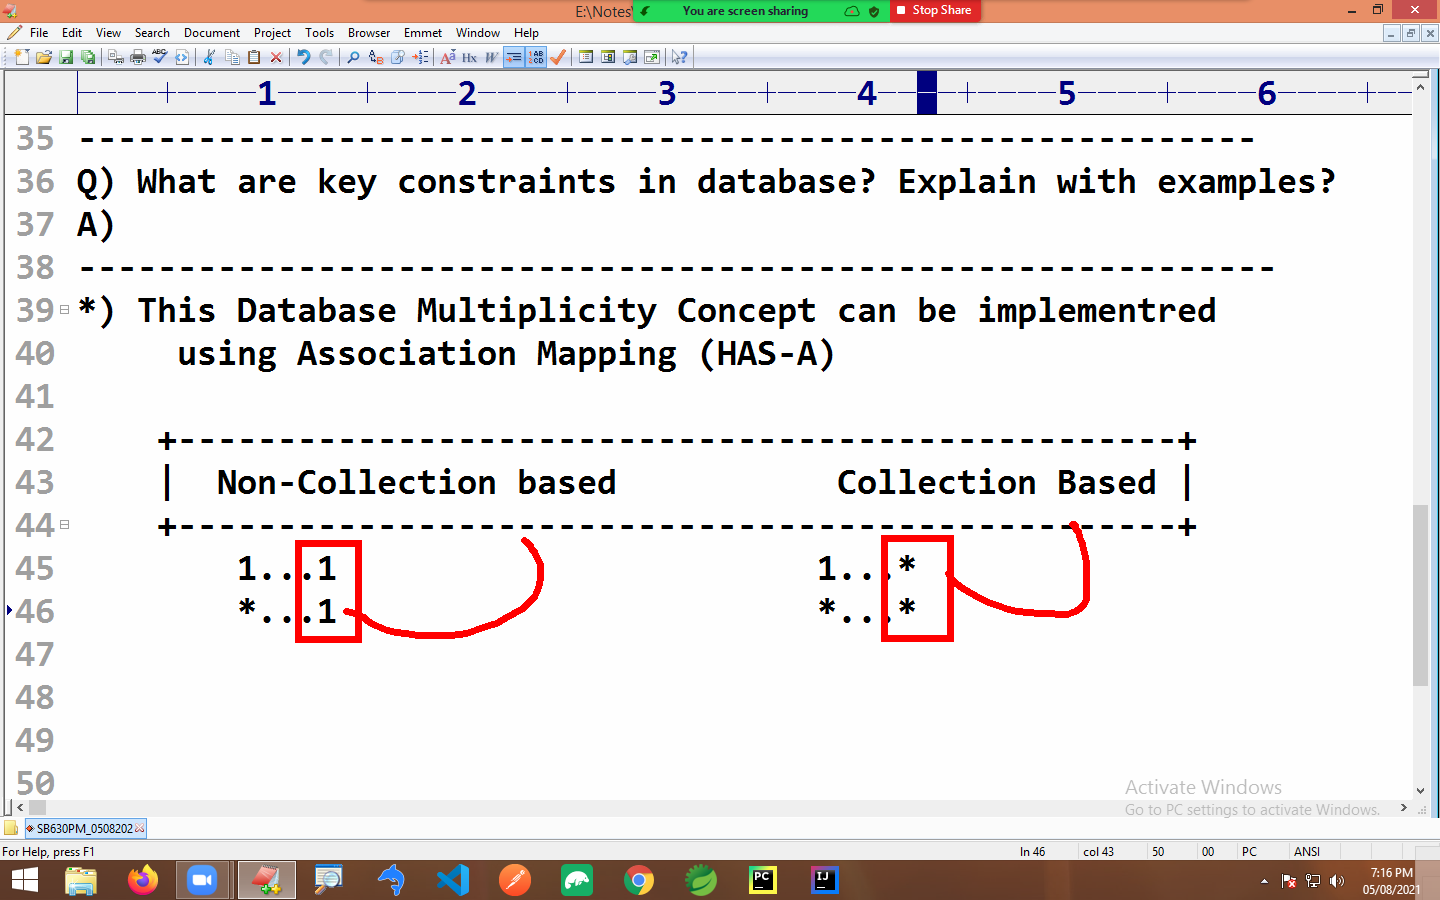 E:\Notes\
You are screen sharing
Stop Share
File Edit View Search Document Project Tools Browser Emmet Window Help
1 2 3 4 5 6
35 -----------------------------------------------------------
36 Q) What are key constraints in database? Explain with examples?
37 A)
38 ------------------------------------------------------------
39 *) This Database Multiplicity Concept can be implementred
40 using Association Mapping (HAS-A)
41
42 +--------------------------------------------------+
43 | Non-Collection based Collection Based |
44 +--------------------------------------------------+
45 1...1 1...*
46 *...1 *...*
47
48
49
50
Activate Windows
Go to PC settings to activate Windows.
SB630PM_0508202
For Help, press F1 ln 46 col 43 50 00 PC ANSI
PC IJ
7:16 PM
05/08/2021